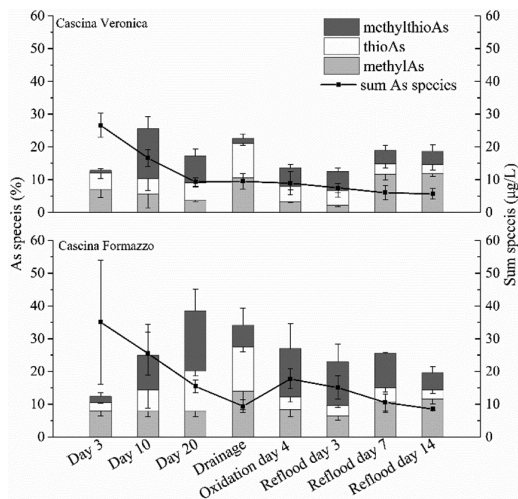 60
60
Cascina Veronica
methylthioAs
50
50
thioAs
methylAs
40
40
sum As species
30
30
20
20
10
10
0
0
As speceis (%)
Sum speceis (µg/L)
60
60
Cascina Formazzo
50
50
40
40
30
30
20
20
10
10
0
0
Day 3
Day 10
Day 20
Drainage
Oxidation day 4
Reflood day 3
Reflood day 7
Reflood day 14